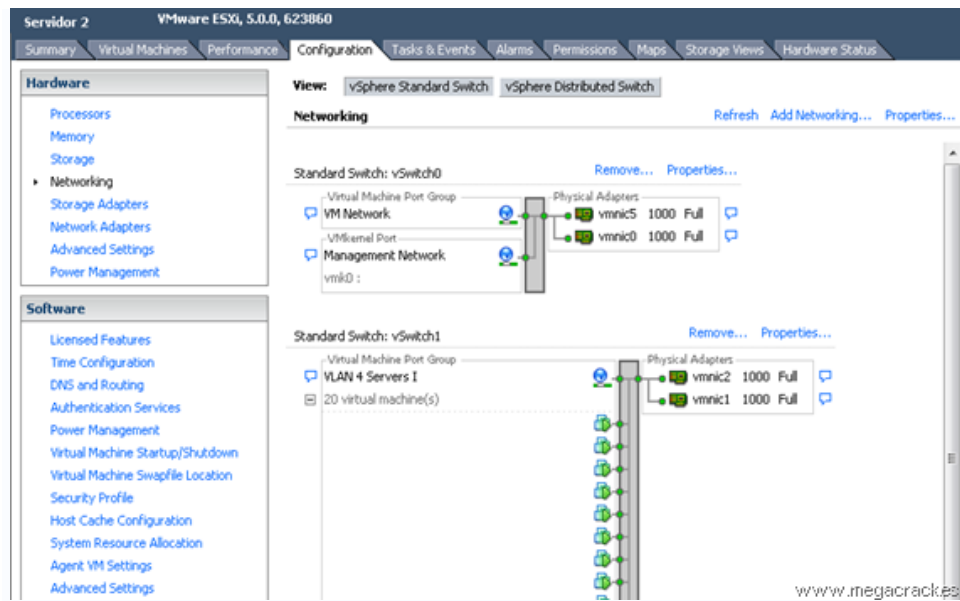 Servidor 2 VMware ESXi, 5.0.0, 623860
Summary Virtual Machines Performance Configuration Tasks & Events Alarms Permissions Maps Storage Views Hardware Status
Hardware
Processors
Memory
Storage
Networking
Storage Adapters
Network Adapters
Advanced Settings
Power Management
Software
Licensed Features
Time Configuration
DNS and Routing
Authentication Services
Power Management
Virtual Machine Startup/Shutdown
Virtual Machine Swapfile Location
Security Profile
Host Cache Configuration
System Resource Allocation
Agent VM Settings
Advanced Settings
View: vSphere Standard Switch vSphere Distributed Switch
Networking Refresh Add Networking... Properties...
Standard Switch: vSwitch0 Remove... Properties...
Virtual Machine Port Group Physical Adapters
VM Network vmnic5 1000 Full
VMkernel Port vmnic0 1000 Full
Management Network
vmk0 :
Standard Switch: vSwitch1 Remove... Properties...
Virtual Machine Port Group Physical Adapters
VLAN 4 Servers I vmnic2 1000 Full
20 virtual machine(s) vmnic1 1000 Full
www.megacrack.es